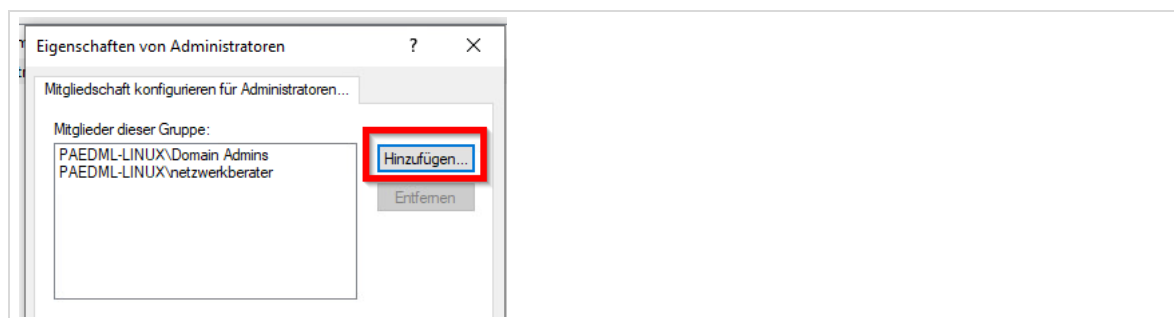 Eigenschaften von Administratoren ?
Mitgliedschaft konfigurieren für Administratoren...
Mitglieder dieser Gruppe:
PAEDML-LINUX\Domain Admins
PAEDML-LINUX\netzwerkberater
Hinzufügen...
Entfernen